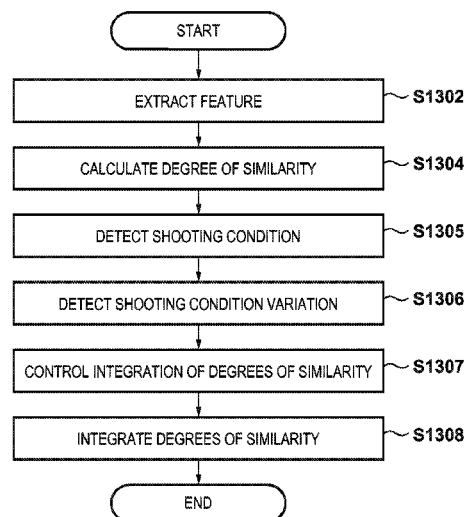 START
EXTRACT FEATURE
S1302
CALCULATE DEGREE OF SIMILARITY
S1304
DETECT SHOOTING CONDITION
S1305
DETECT SHOOTING CONDITION VARIATION
S1306
CONTROL INTEGRATION OF DEGREES OF SIMILARITY
S1307
INTEGRATE DEGREES OF SIMILARITY
S1308
END